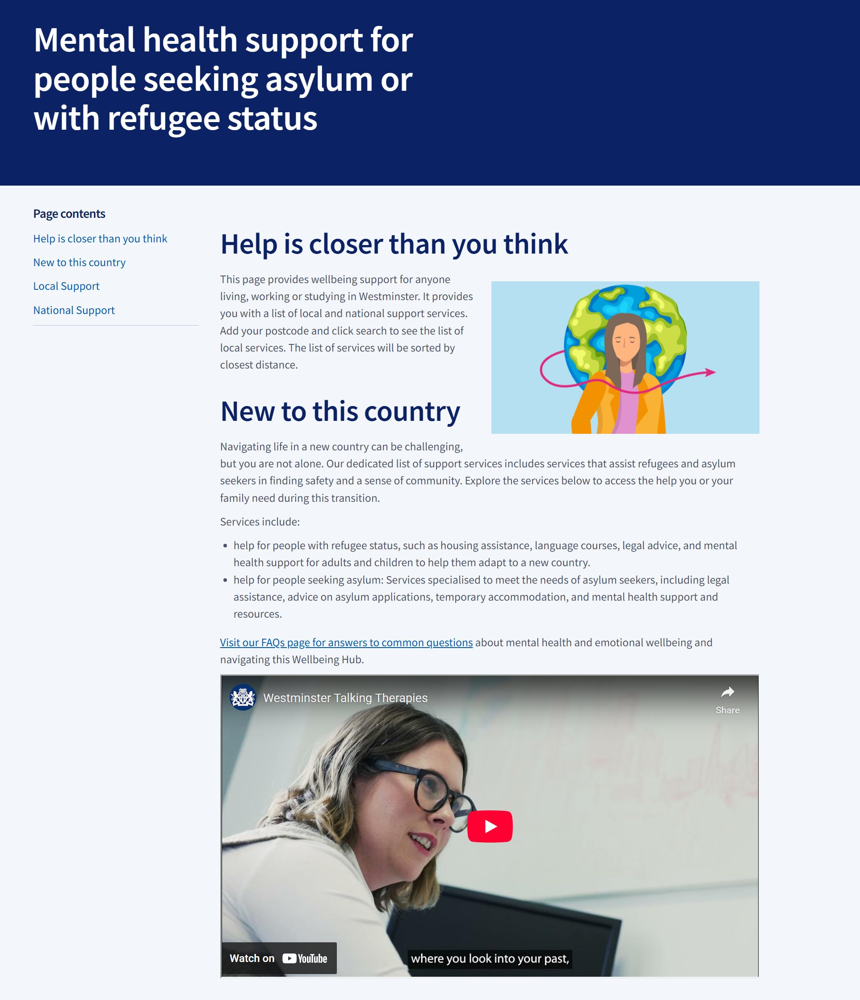 Mental health support for
people seeking asylum or
with refugee status
Page contents
Help is closer than you think
New to this country
Local Support
National Support
Help is closer than you think
This page provides wellbeing support for anyone
living, working or studying in Westminster. It provides
you with a list of local and national support services.
Add your postcode and click search to see the list of
local services. The list of services will be sorted by
closest distance.
New to this country
Navigating life in a new country can be challenging,
but you are not alone. Our dedicated list of support services includes services that assist refugees and asylum
seekers in finding safety and a sense of community. Explore the services below to access the help you or your
family need during this transition.
Services include:
help for people with refugee status, such as housing assistance, language courses, legal advice, and mental
health support for adults and children to help them adapt to a new country.
help for people seeking asylum: Services specialised to meet the needs of asylum seekers, including legal
assistance, advice on asylum applications, temporary accommodation, and mental health support and
resources.
Visit our FAQs page for answers to common questions about mental health and emotional wellbeing and
navigating this Wellbeing Hub.
Westminster Talking Therapies
Share
Watch on YouTube
where you look into your past,